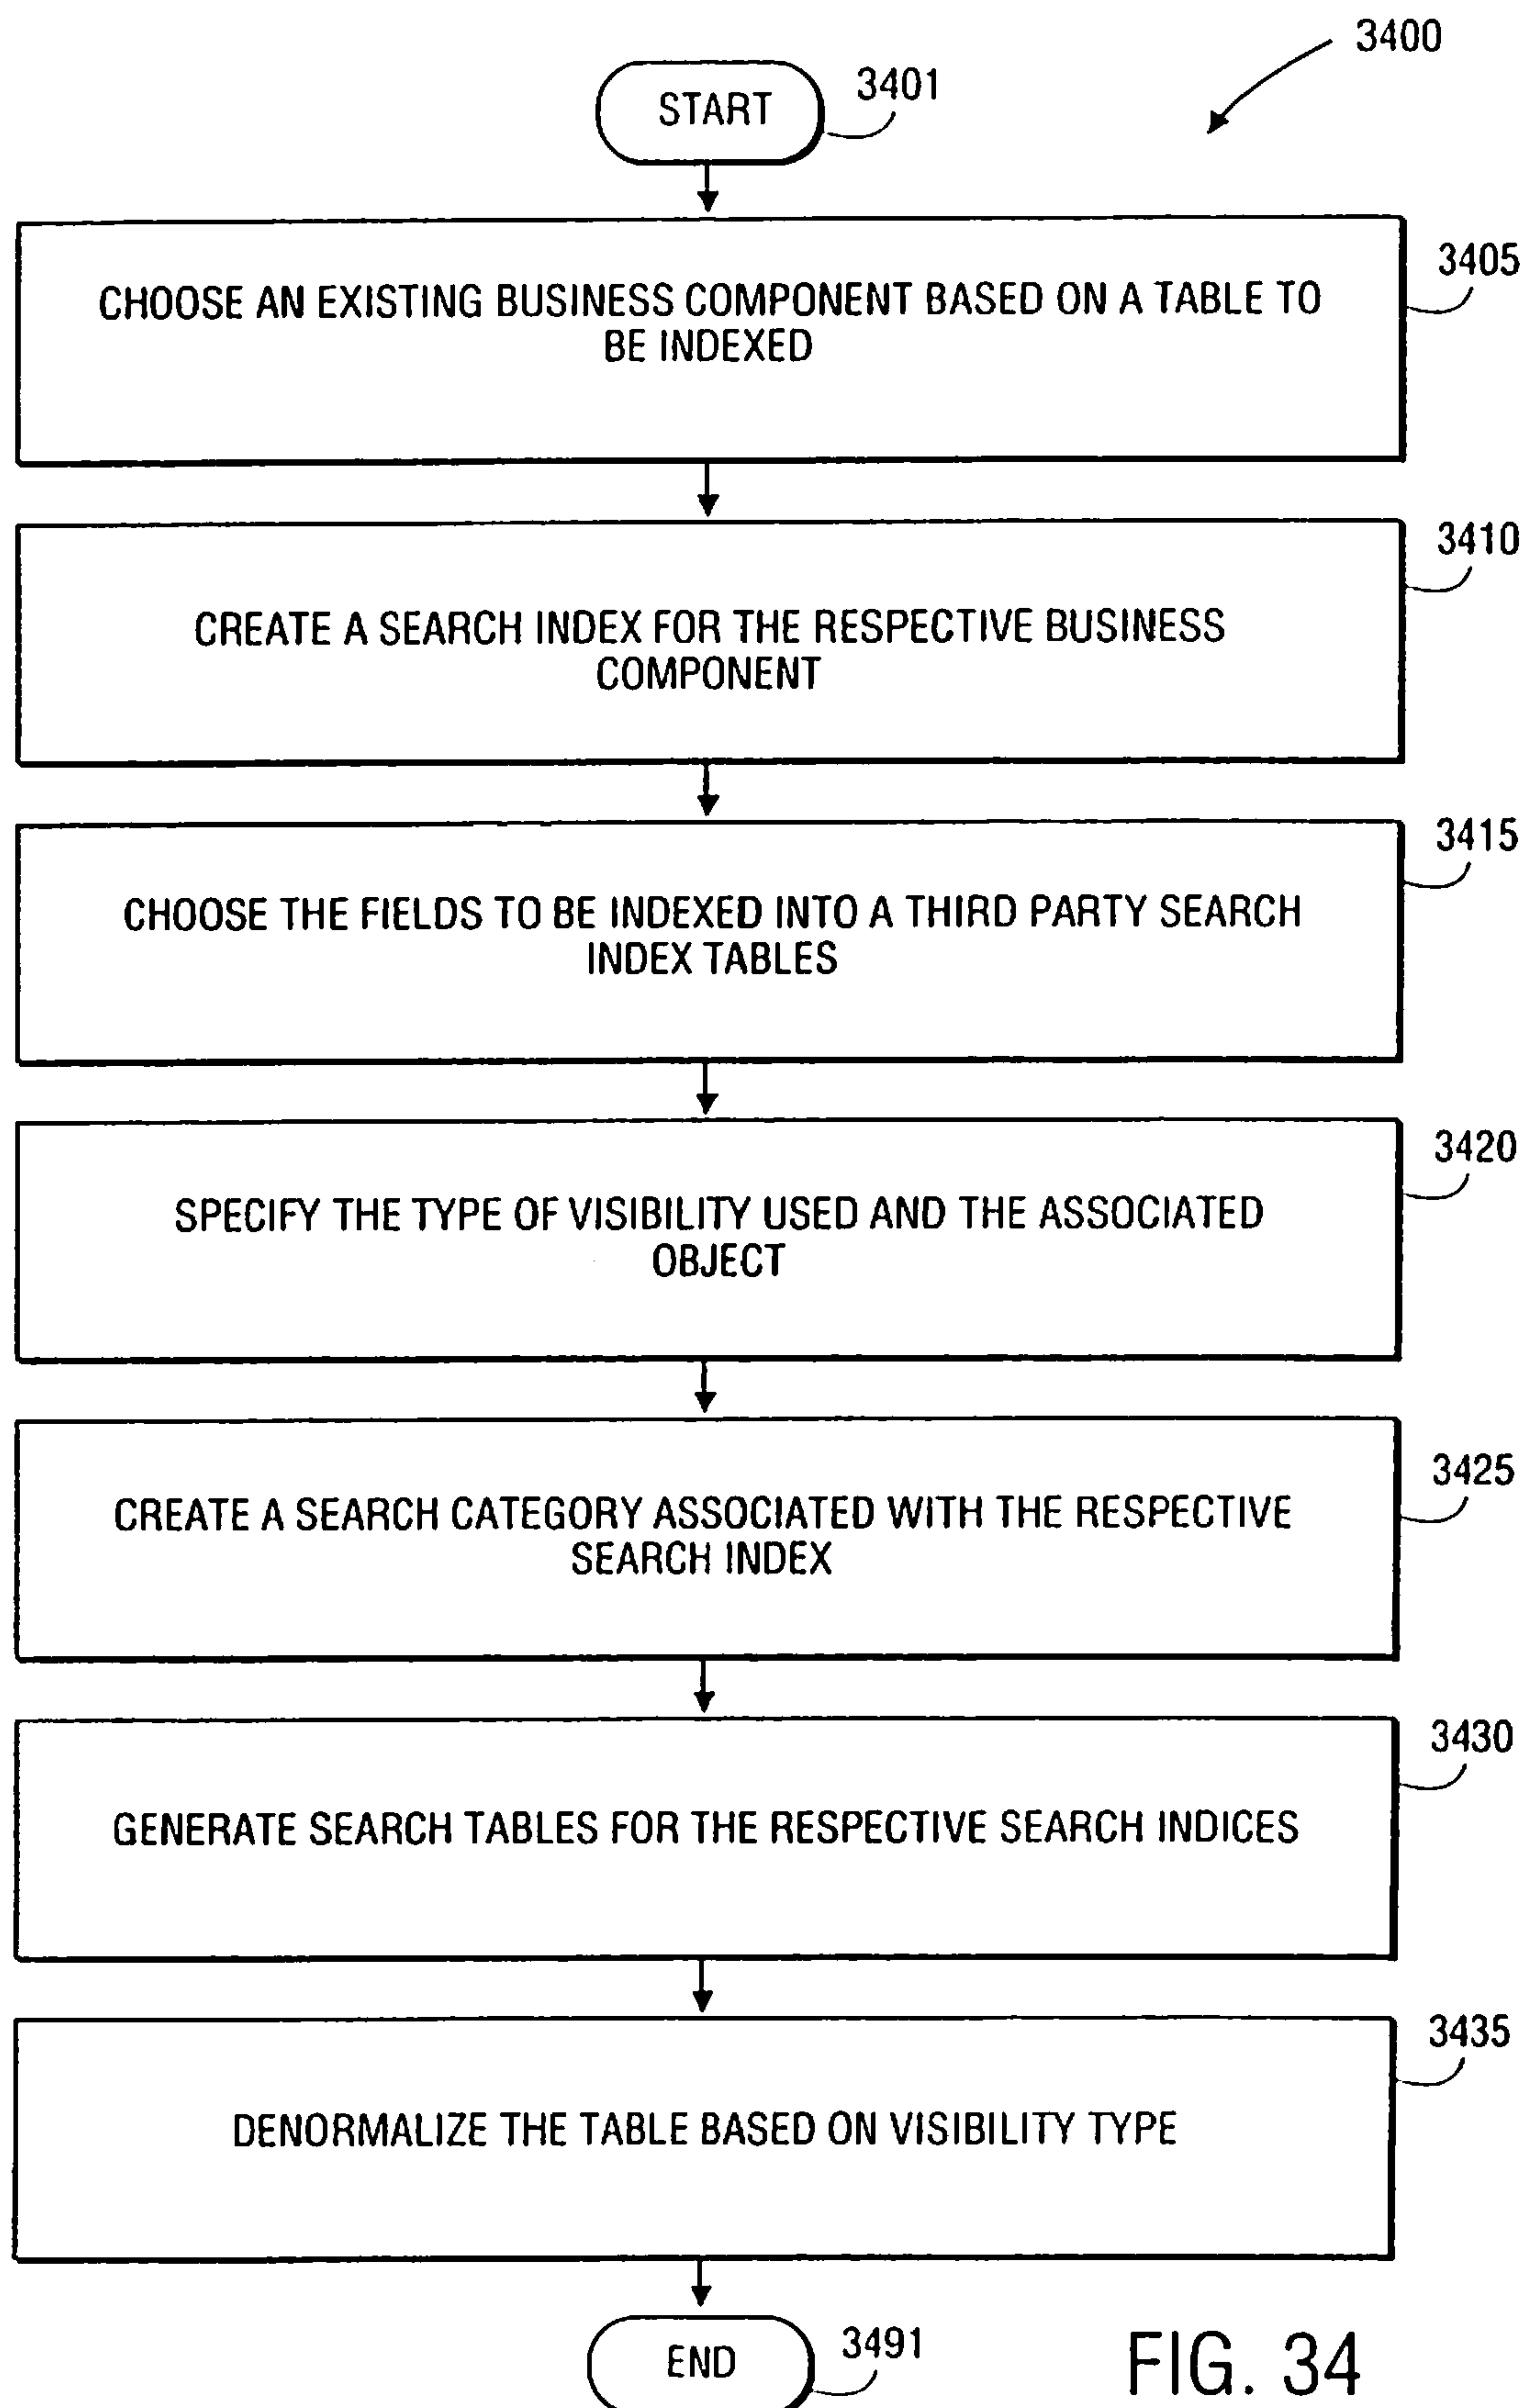 3400
START
3401
3405
CHOOSE AN EXISTING BUSINESS COMPONENT BASED ON A TABLE TO
BE INDEXED
3410
CREATE A SEARCH INDEX FOR THE RESPECTIVE BUSINESS
COMPONENT
3415
CHOOSE THE FIELDS TO BE INDEXED INTO A THIRD PARTY SEARCH
INDEX TABLES
3420
SPECIFY THE TYPE OF VISIBILITY USED AND THE ASSOCIATED
OBJECT
3425
CREATE A SEARCH CATEGORY ASSOCIATED WITH THE RESPECTIVE
SEARCH INDEX
3430
GENERATE SEARCH TABLES FOR THE RESPECTIVE SEARCH INDICES
3435
DENORMALIZE THE TABLE BASED ON VISIBILITY TYPE
END
3491
FIG. 34